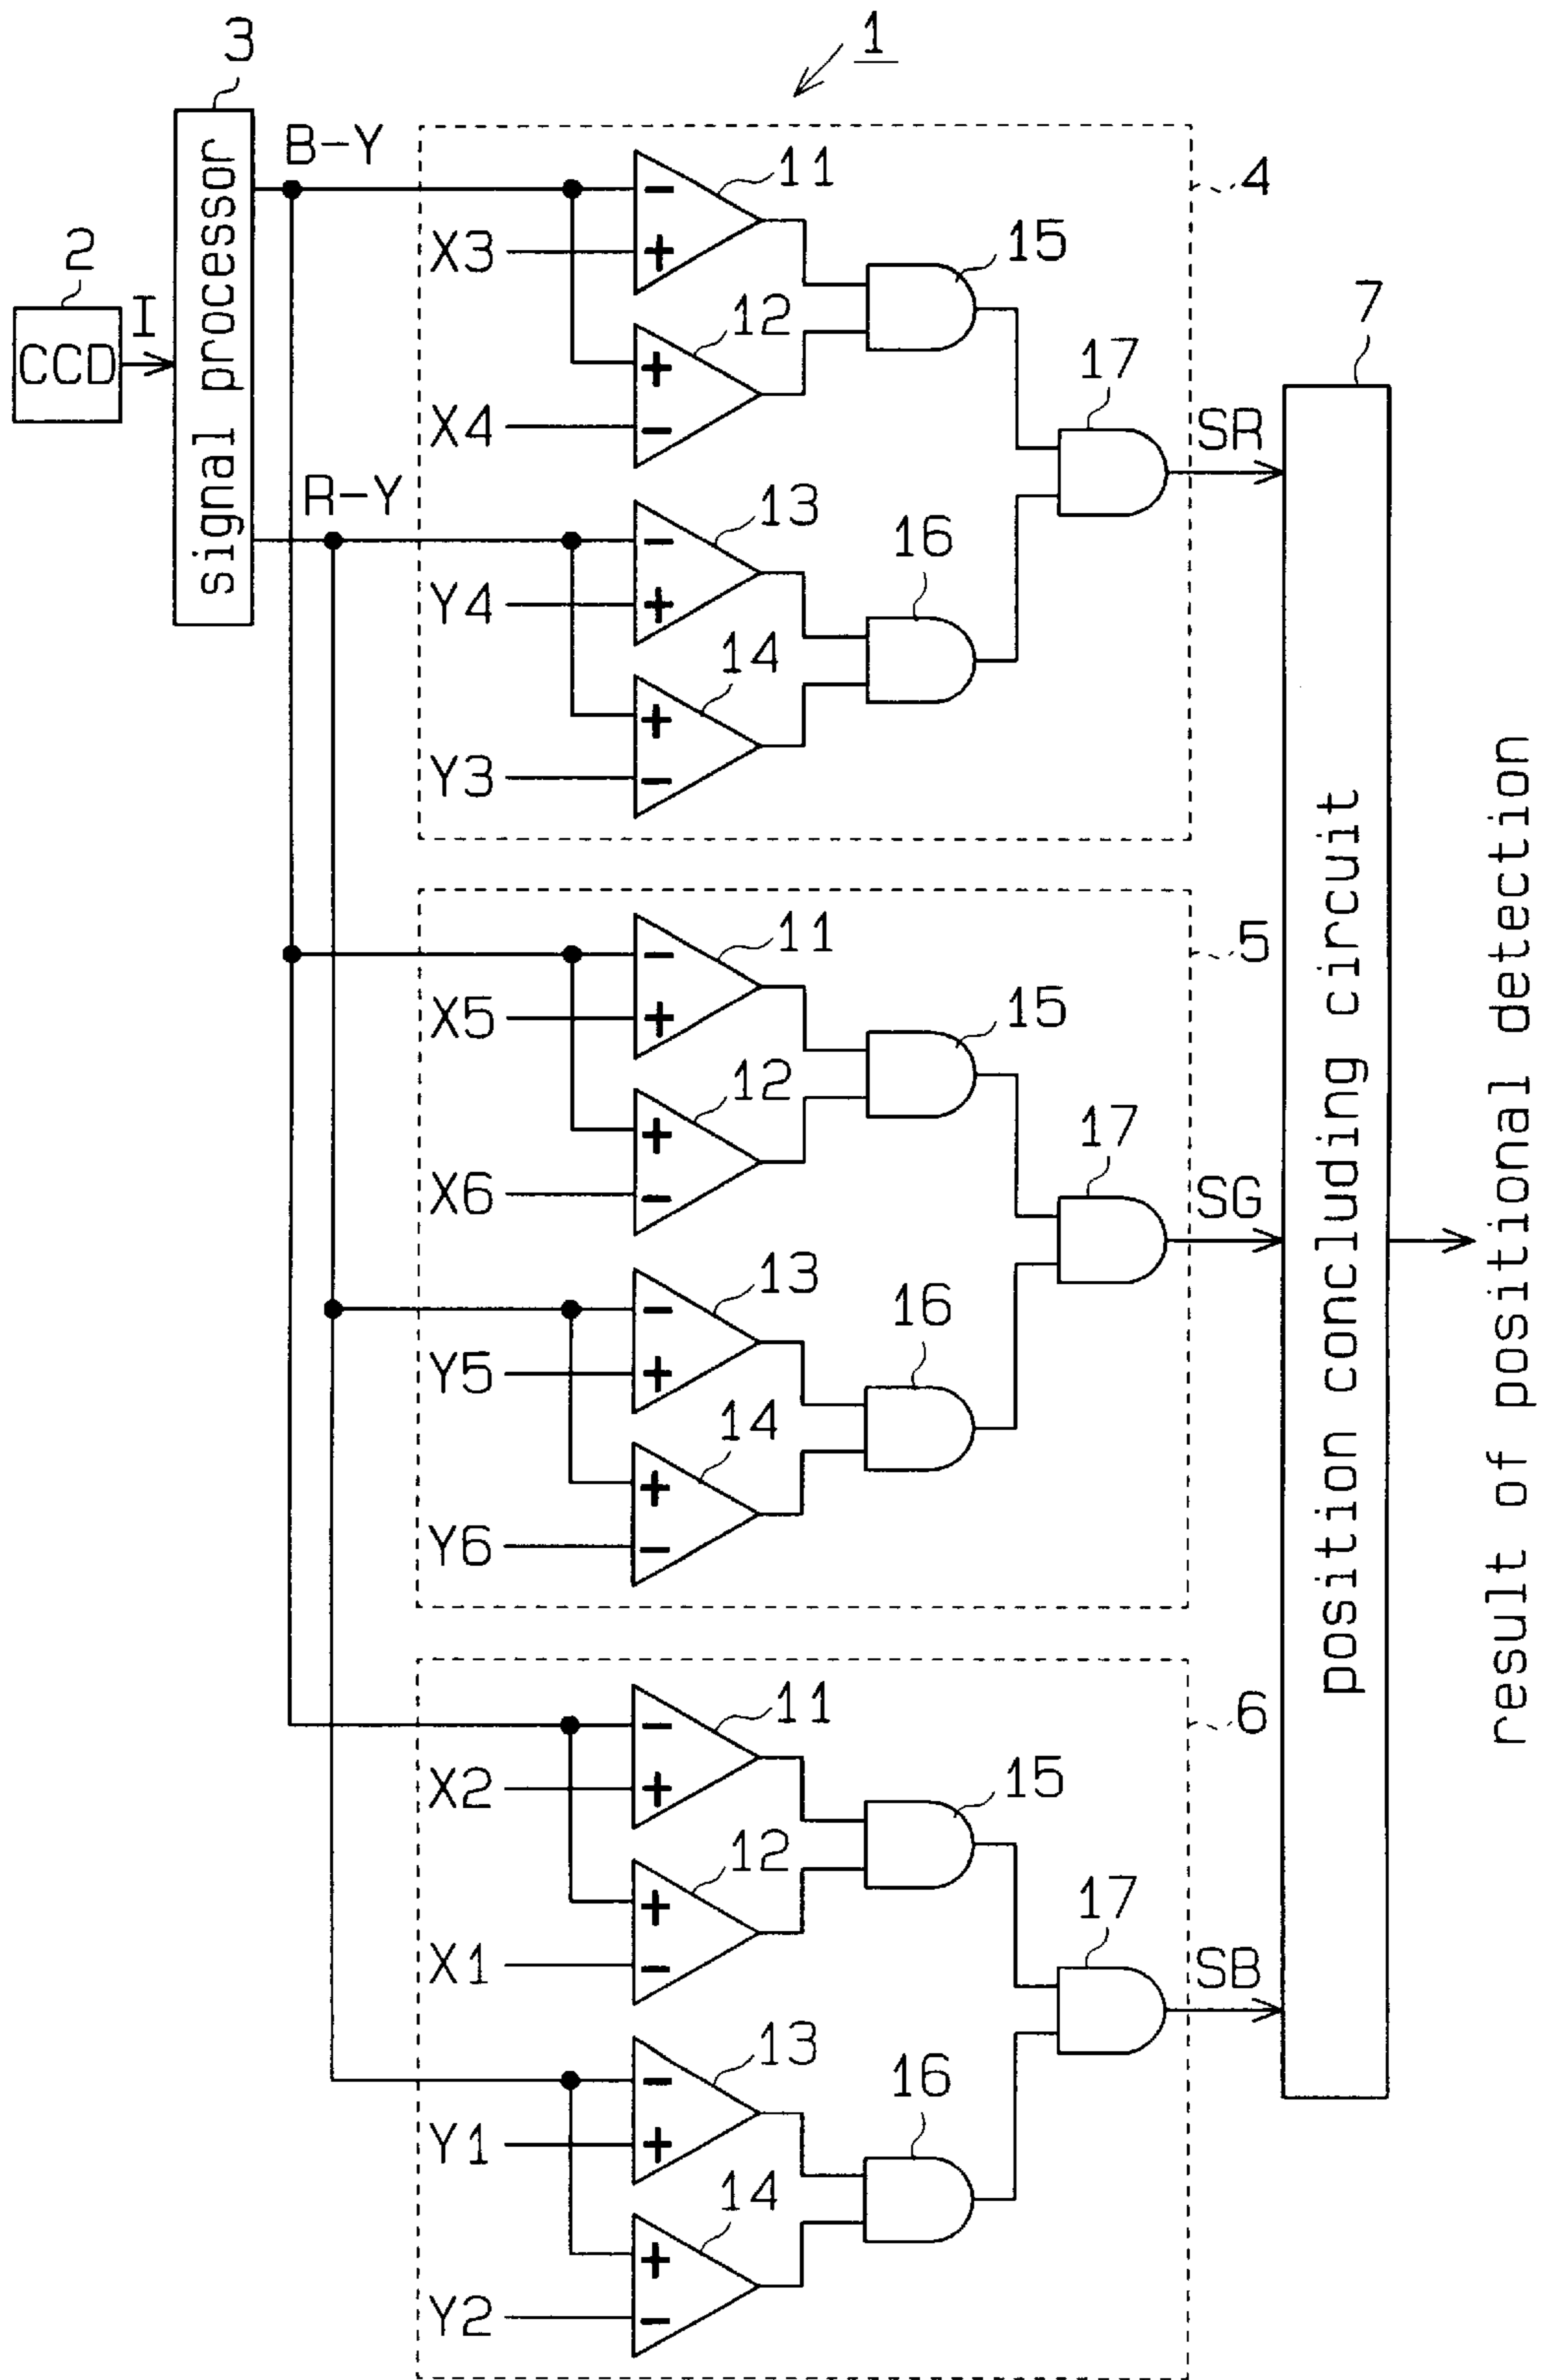 1
3
signal processor
2
CCD
I
B-Y
R-Y
4
X3
- +
11
X4
+ -
12
15
Y4
- +
13
Y3
+ -
14
16
17
SR
5
X5
- +
11
X6
+ -
12
15
Y5
- +
13
Y6
+ -
14
16
17
SG
6
X2
- +
11
X1
+ -
12
15
Y1
- +
13
Y2
+ -
14
16
17
SB
7
position concluding circuit
result of positional detection